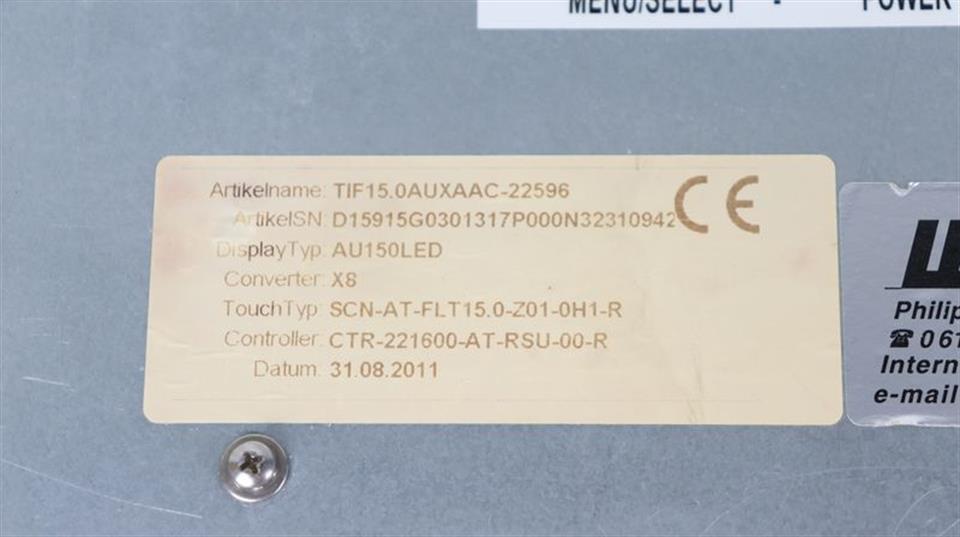 MENU/SELECT - POWER
Artikelname: TIF15.0AUXAAC-22596
ArtikelSN: D15915G0301317P000N32310942
CE
DisplayTyp: AU150LED
Converter: X8
TouchTyp: SCN-AT-FLT15.0-Z01-0H1-R
Controller: CTR-221600-AT-RSU-00-R
Datum: 31.08.2011
Philip
☎ 061
Intern
e-mail